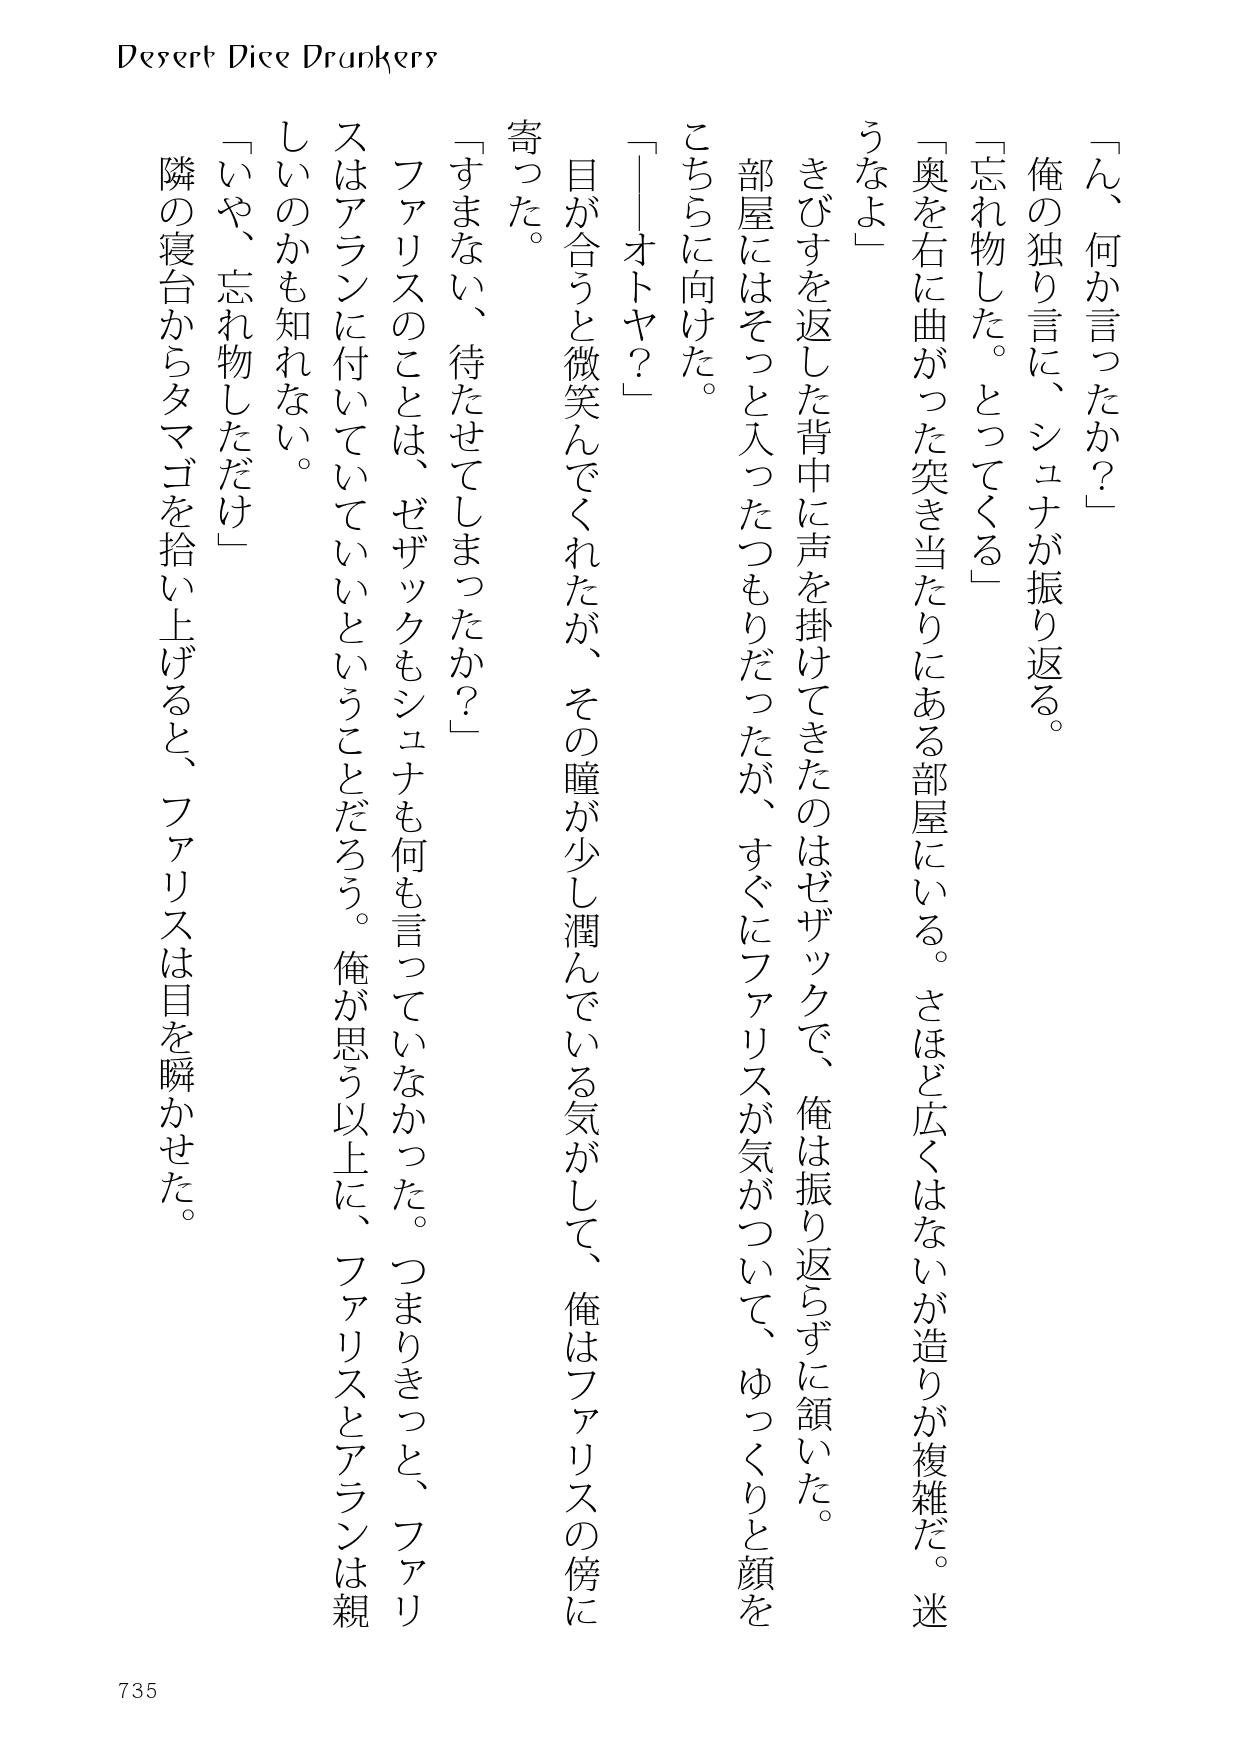 Desert Dice Drunkers
「ん、何か言ったか？」
　俺の独り言に、シュナが振り返る。
「忘れ物した。とってくる」
「奥を右に曲がった突き当たりにある部屋にいる。さほど広くはないが造りが複雑だ。迷
うなよ」
　きびすを返した背中に声を掛けてきたのはゼザックで、俺は振り返らずに頷いた。
　部屋にはそっと入ったつもりだったが、すぐにファリスが気がついて、ゆっくりと顔を
こちらに向けた。
「――オトヤ？」
　目が合うと微笑んでくれたが、その瞳が少し潤んでいる気がして、俺はファリスの傍に
寄った。
「すまない、待たせてしまったか？」
　ファリスのことは、ゼザックもシュナも何も言っていなかった。つまりきっと、ファリ
スはアランに付いていていいということだろう。俺が思う以上に、ファリスとアランは親
しいのかも知れない。
「いや、忘れ物しただけ」
　隣の寝台からタマゴを拾い上げると、ファリスは目を瞬かせた。
735